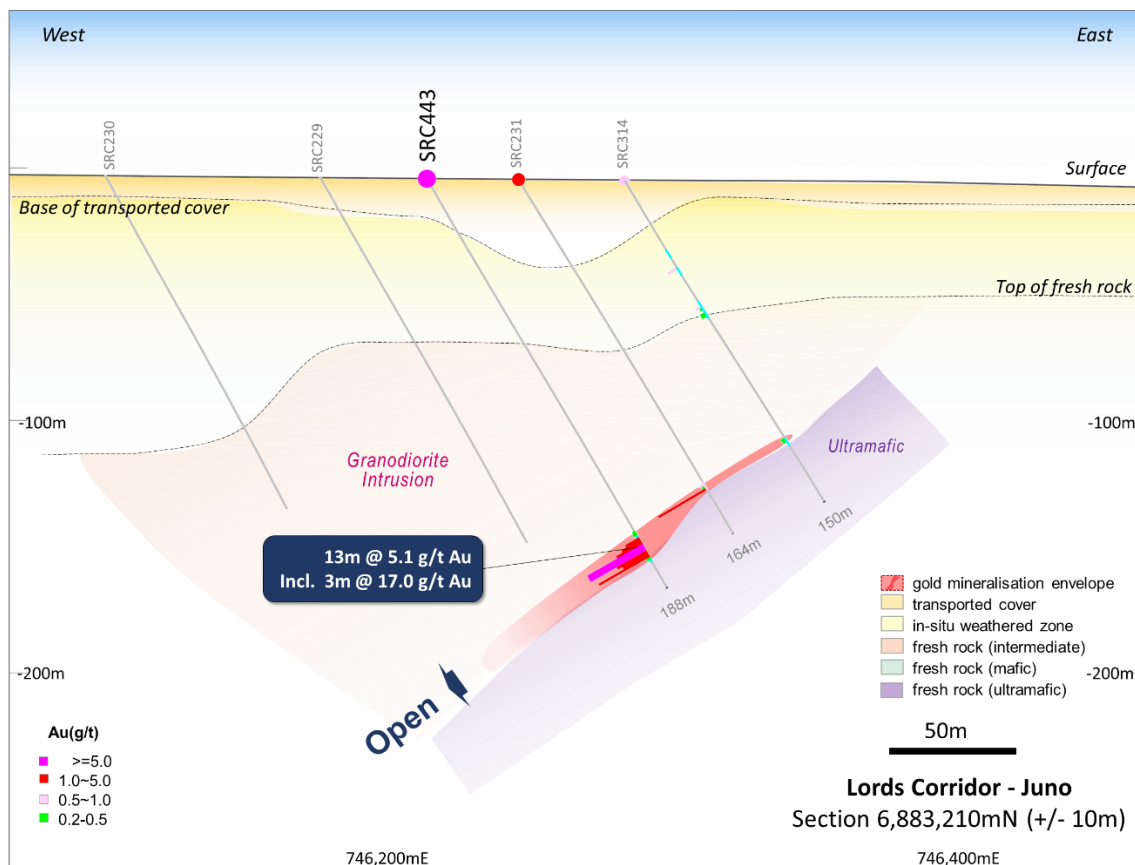 West
East
SRC230
SRC229
SRC443
SRC231
SRC314
Surface
Base of transported cover
Top of fresh rock
-100m
-100m
Granodiorite
Intrusion
Ultramafic
13m @ 5.1 g/t Au
Incl. 3m @ 17.0 g/t Au
150m
164m
188m
gold mineralisation envelope
transported cover
in-situ weathered zone
fresh rock (intermediate)
fresh rock (mafic)
fresh rock (ultramafic)
-200m
-200m
Open
Au(g/t)
>=5.0
1.0~5.0
0.5~1.0
0.2-0.5
50m
Lords Corridor - Juno
Section 6,883,210mN (+/- 10m)
746,200mE
746,400mE